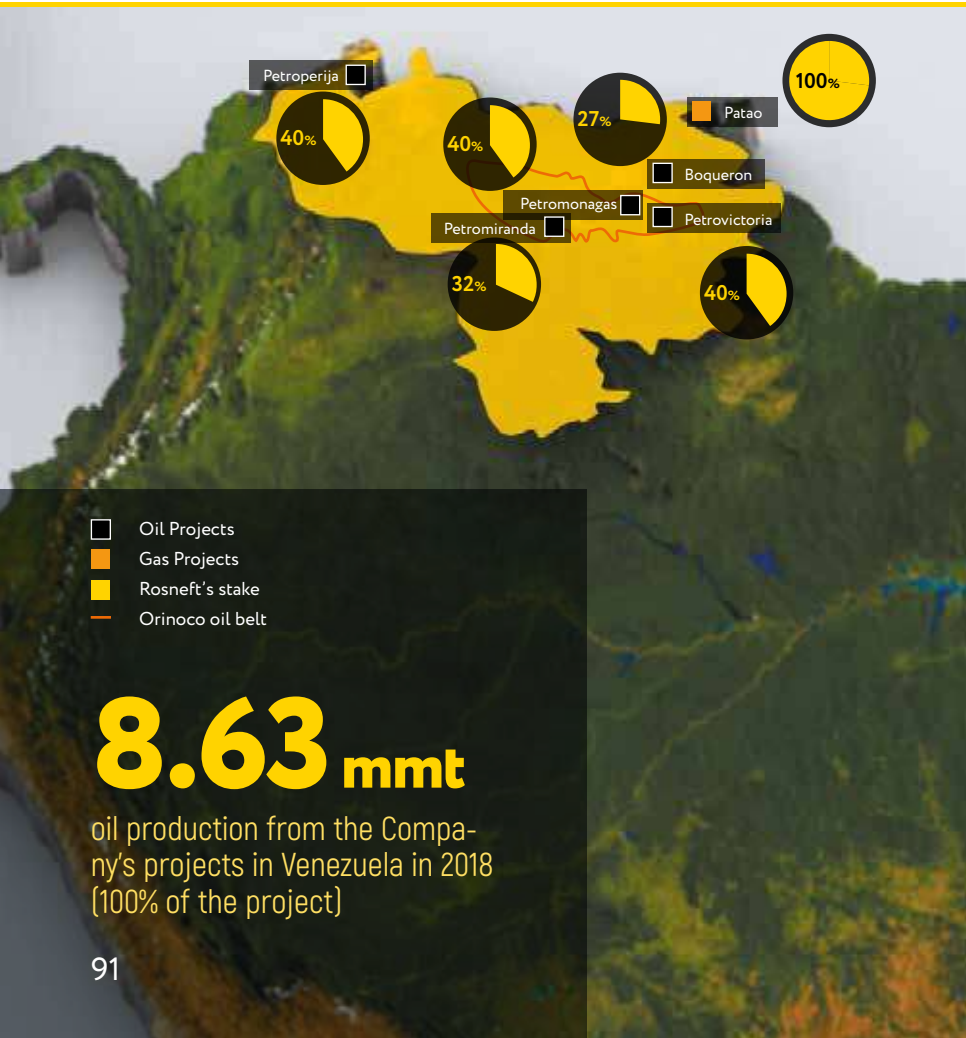 Petroperija
40%
40%
27%
100%
Patao
Boqueron
Petromonagas
Petrovictoria
Petromiranda
32%
40%
Oil Projects
Gas Projects
Rosneft's stake
Orinoco oil belt
8.63 mmt
oil production from the Compa-
ny's projects in Venezuela in 2018
(100% of the project)
91